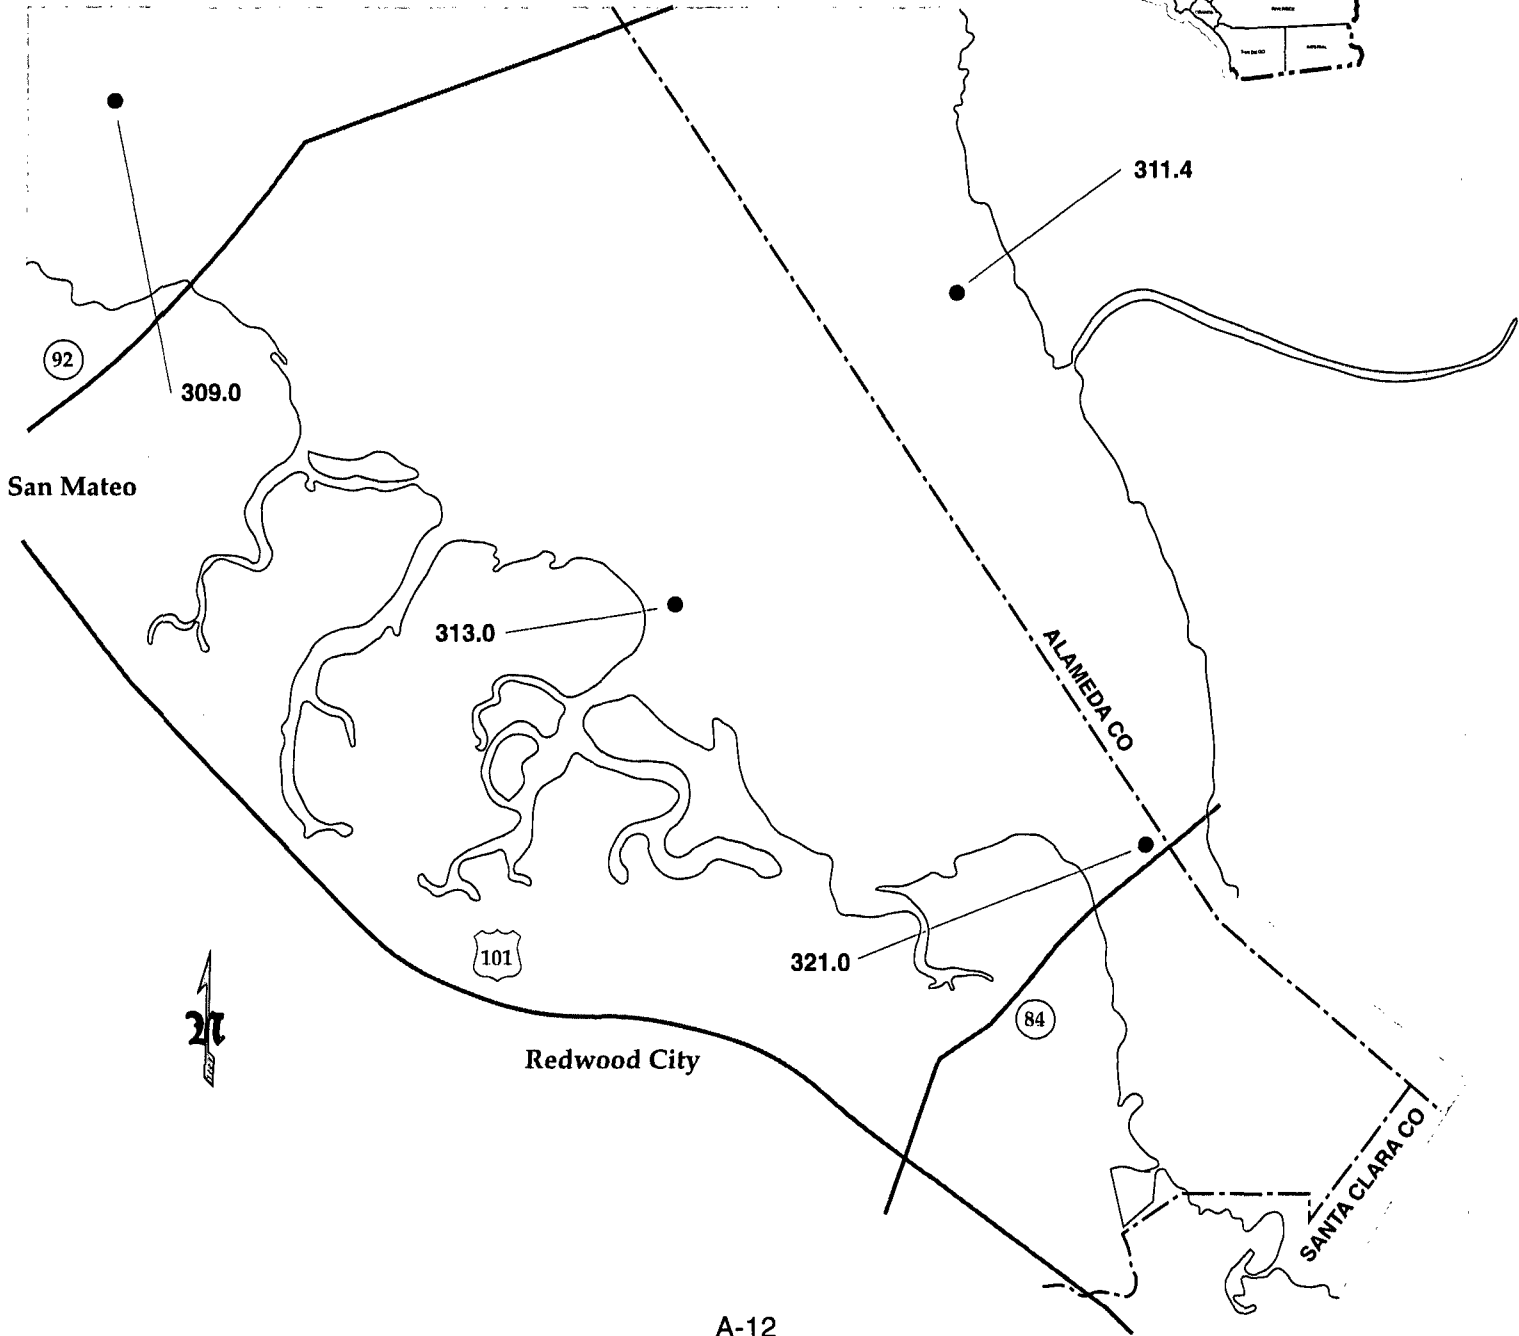 311.4
92
309.0
San Mateo
313.0
ALAMEDA CO
321.0
101
84
N
Redwood City
SANTA CLARA CO
A-12